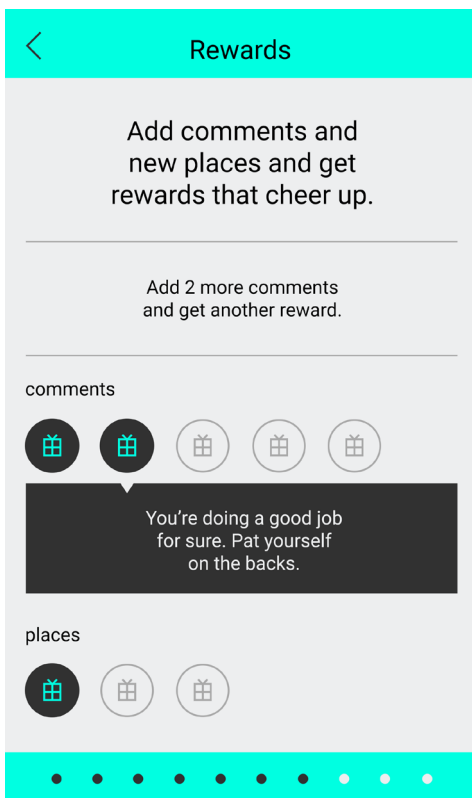 Rewards
Add comments and
new places and get
rewards that cheer up.
Add 2 more comments
and get another reward.
comments
You're doing a good job
for sure. Pat yourself
on the backs.
places